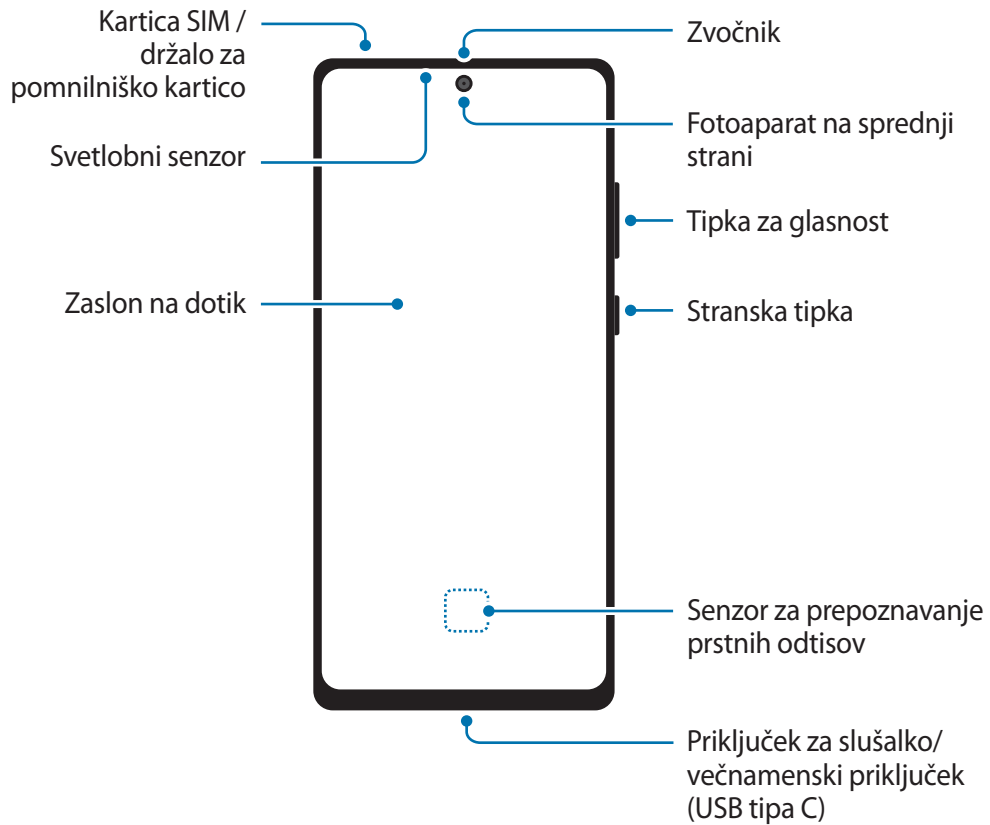 Kartica SIM /
držalo za
pomnilniško kartico
Svetlobni senzor
Zaslon na dotik
Zvočnik
Fotoaparat na sprednji
strani
Tipka za glasnost
Stranska tipka
Senzor za prepoznavanje
prstnih odtisov
Priključek za slušalko/
večnamenski priključek
(USB tipa C)